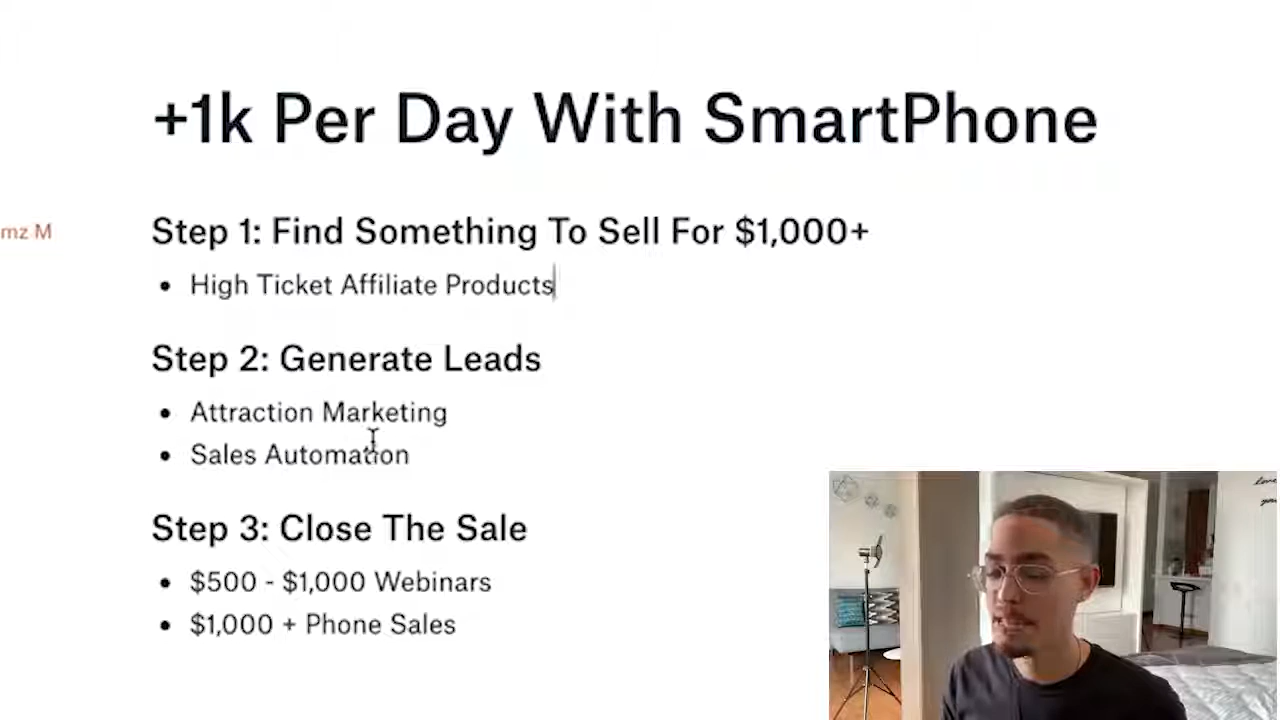 +1k Per Day With SmartPhone
mz M
Step 1: Find Something To Sell For $1,000+
High Ticket Affiliate Products
Step 2: Generate Leads
Attraction Marketing
Sales Automation
Step 3: Close The Sale
$500 - $1,000 Webinars
$1,000 + Phone Sales